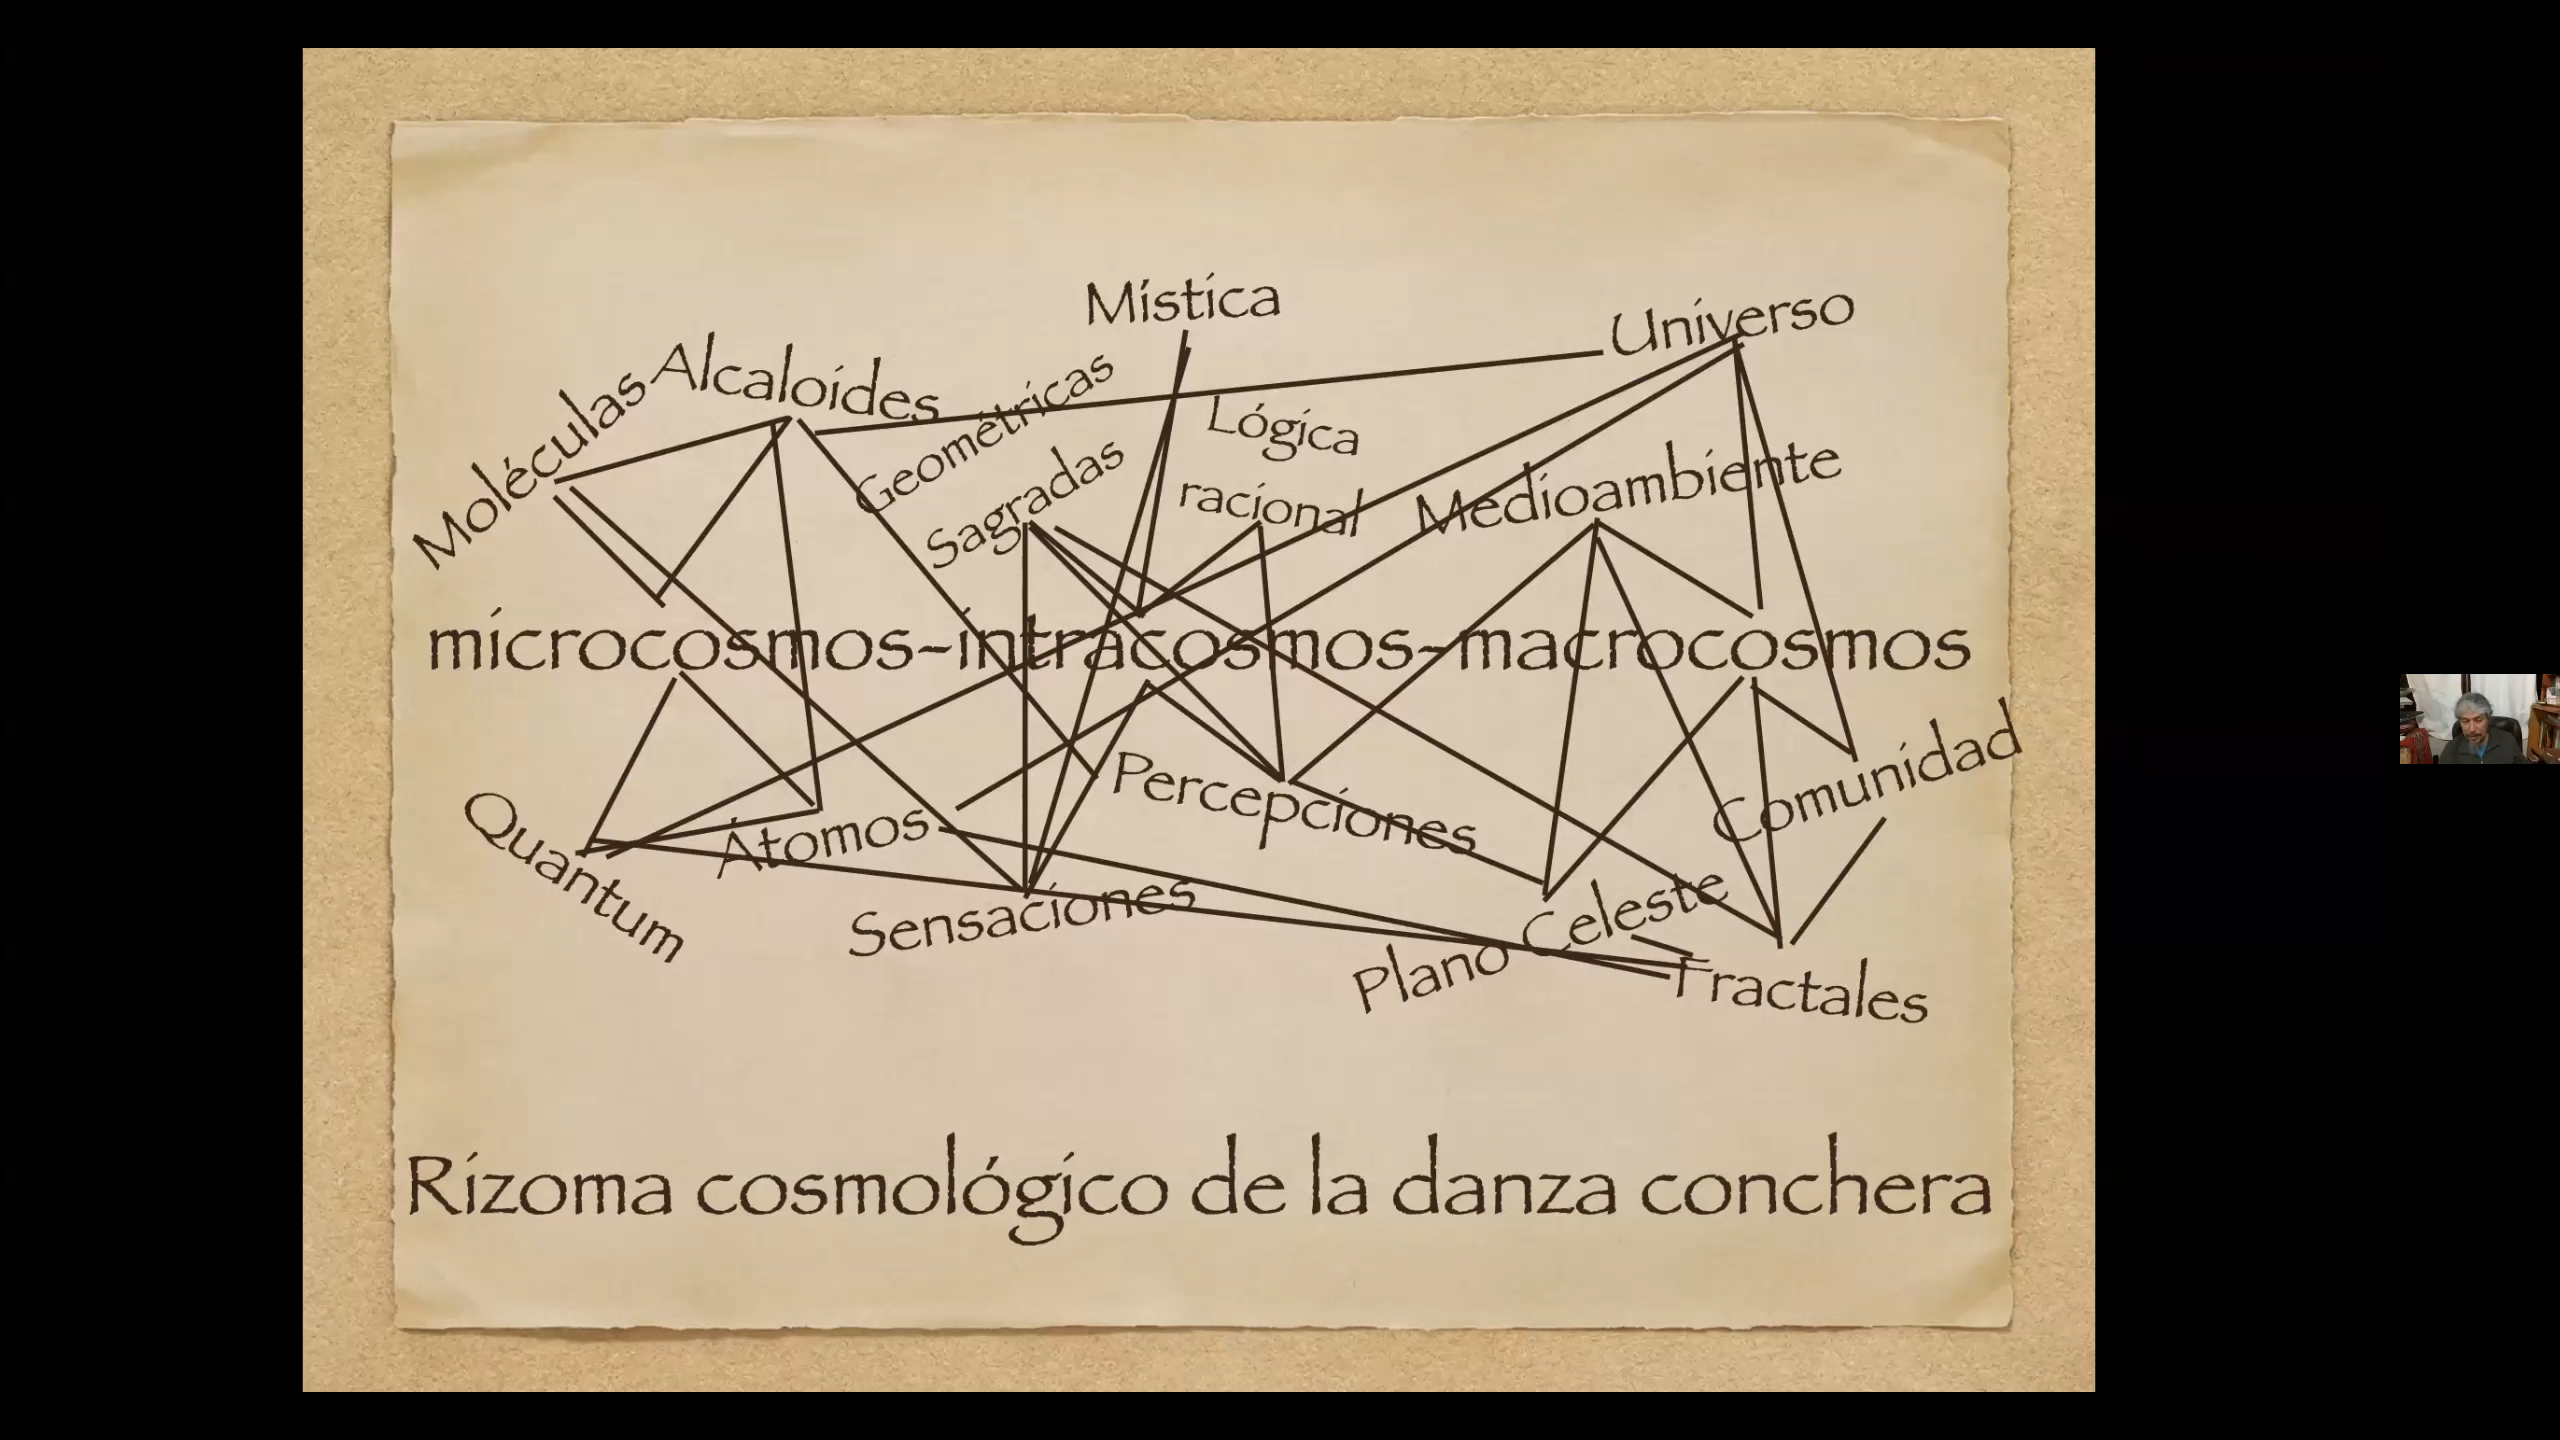 Mística
Universo
Moléculas
Alcaloides
Geométricas
Sagradas
Lógica
racional
Medioambiente
microcosmos-intracosmos-macrocosmos
Quantum
Átomos
Sensaciones
Percepciones
Plano Celeste
Comunidad
Fractales
Rizoma cosmológico de la danza conchera